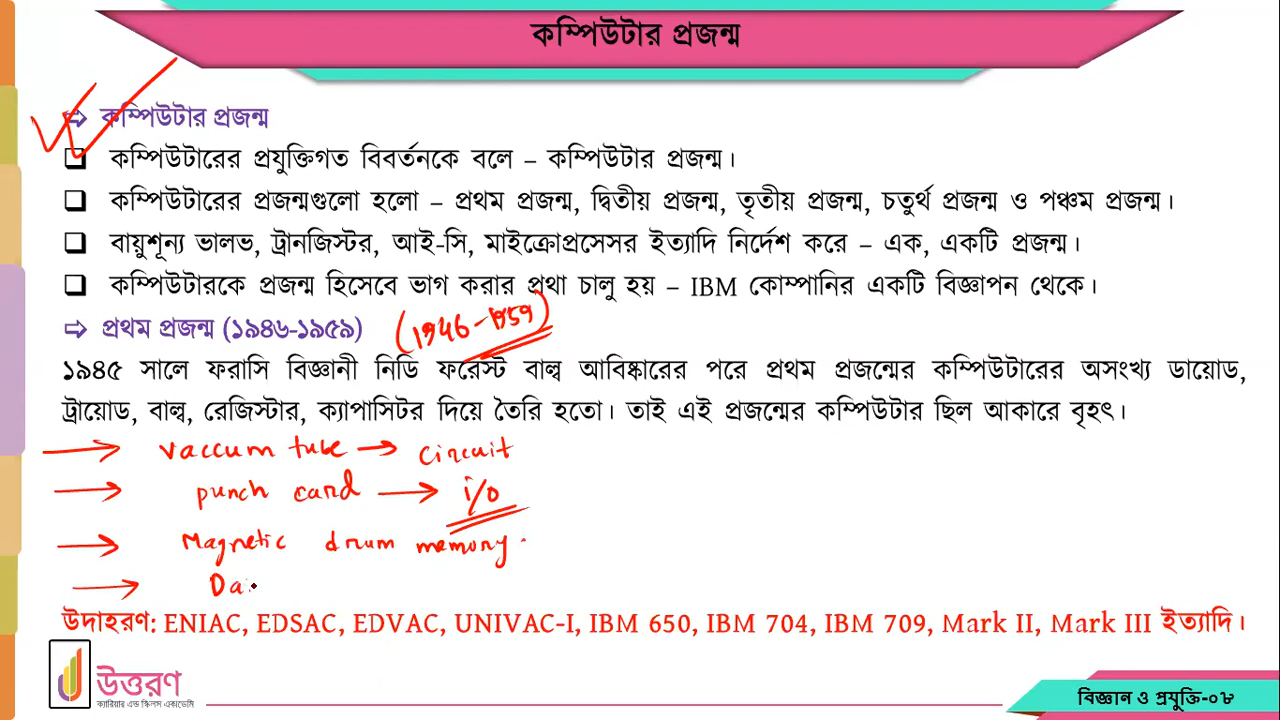 কম্পিউটার প্রজন্ম
⇨ কম্পিউটার প্রজন্ম
❑ কম্পিউটারের প্রযুক্তিগত বিবর্তনকে বলে – কম্পিউটার প্রজন্ম।
❑ কম্পিউটারের প্রজন্মগুলো হলো – প্রথম প্রজন্ম, দ্বিতীয় প্রজন্ম, তৃতীয় প্রজন্ম, চতুর্থ প্রজন্ম ও পঞ্চম প্রজন্ম।
❑ বায়ুশূন্য ভালভ, ট্রানজিস্টর, আই-সি, মাইক্রোপ্রসেসর ইত্যাদি নির্দেশ করে – এক, একটি প্রজন্ম।
❑ কম্পিউটারকে প্রজন্ম হিসেবে ভাগ করার প্রথা চালু হয় – IBM কোম্পানির একটি বিজ্ঞাপন থেকে।
⇨ প্রথম প্রজন্ম (১৯৪৬-১৯৫৯) (1946-1959)
১৯৪৫ সালে ফরাসি বিজ্ঞানী নিডি ফরেস্ট বাল্ব আবিষ্কারের পরে প্রথম প্রজন্মের কম্পিউটারের অসংখ্য ডায়োড,
ট্রায়োড, বাল্ব, রেজিস্টার, ক্যাপাসিটর দিয়ে তৈরি হতো। তাই এই প্রজন্মের কম্পিউটার ছিল আকারে বৃহৎ।
→ vaccum tube → circuit
→ punch card → i/o
→ Magnetic drum memory.
→ Da
উদাহরণ: ENIAC, EDSAC, EDVAC, UNIVAC-I, IBM 650, IBM 704, IBM 709, Mark II, Mark III ইত্যাদি।
উত্তরণ
ক্যারিয়ার এন্ড স্কিলস একাডেমি
বিজ্ঞান ও প্রযুক্তি-০৮